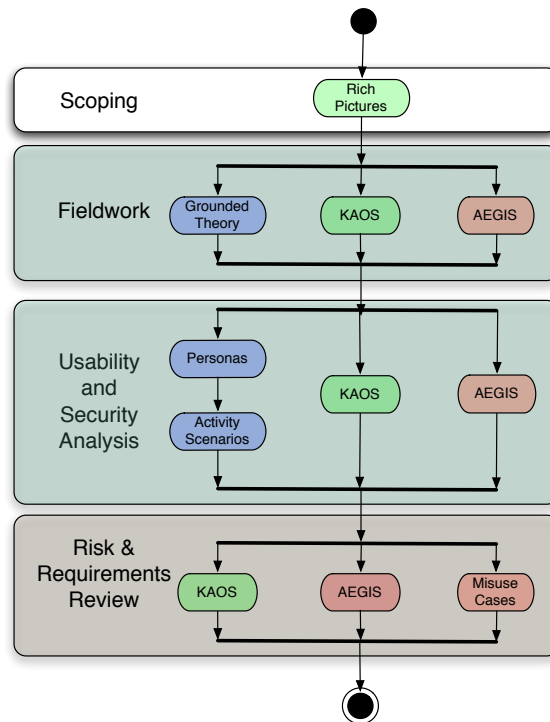 Scoping
Rich
Pictures
Fieldwork
Grounded
Theory
KAOS
AEGIS
Usability
and
Security
Analysis
Personas
Activity
Scenarios
KAOS
AEGIS
Risk &
Requirements
Review
KAOS
AEGIS
Misuse
Cases